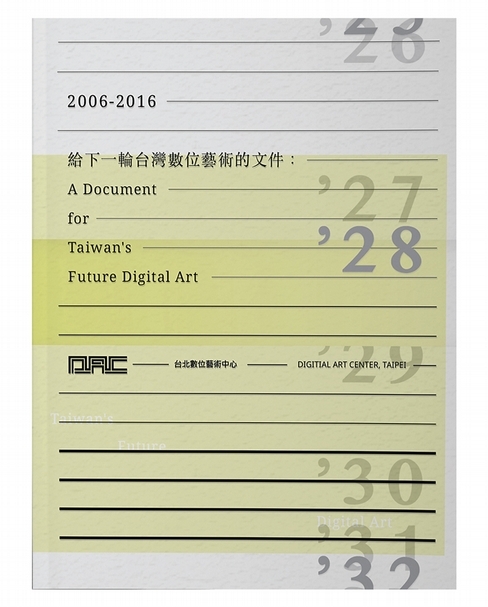 '25
'26
2006-2016
給下一輪台灣數位藝術的文件：
A Document
'27
for
'28
Taiwan's
Future Digital Art
DAC
台北數位藝術中心
DIGITIAL ART CENTER, TAIPEI
'29
Taiwan's
Future
'30
Digital Art
'31
'32